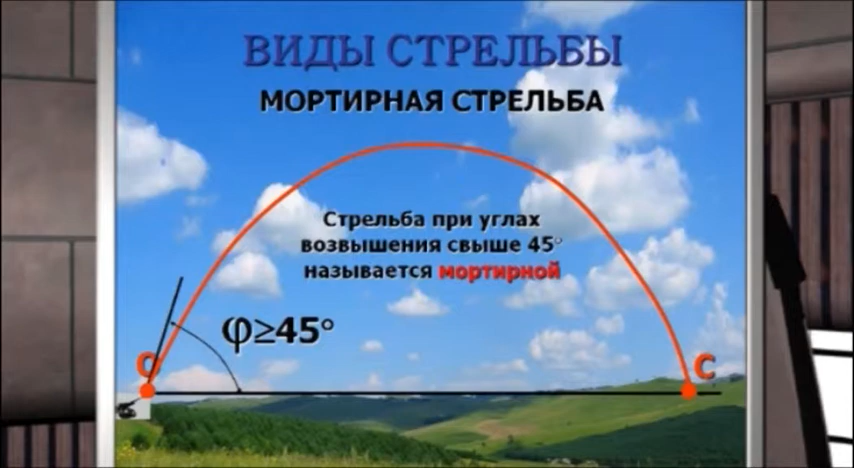 ВИДЫ СТРЕЛЬБЫ
МОРТИРНАЯ СТРЕЛЬБА
Стрельба при углах
возвышения свыше 45°
называется мортирной
φ≥45°
О С